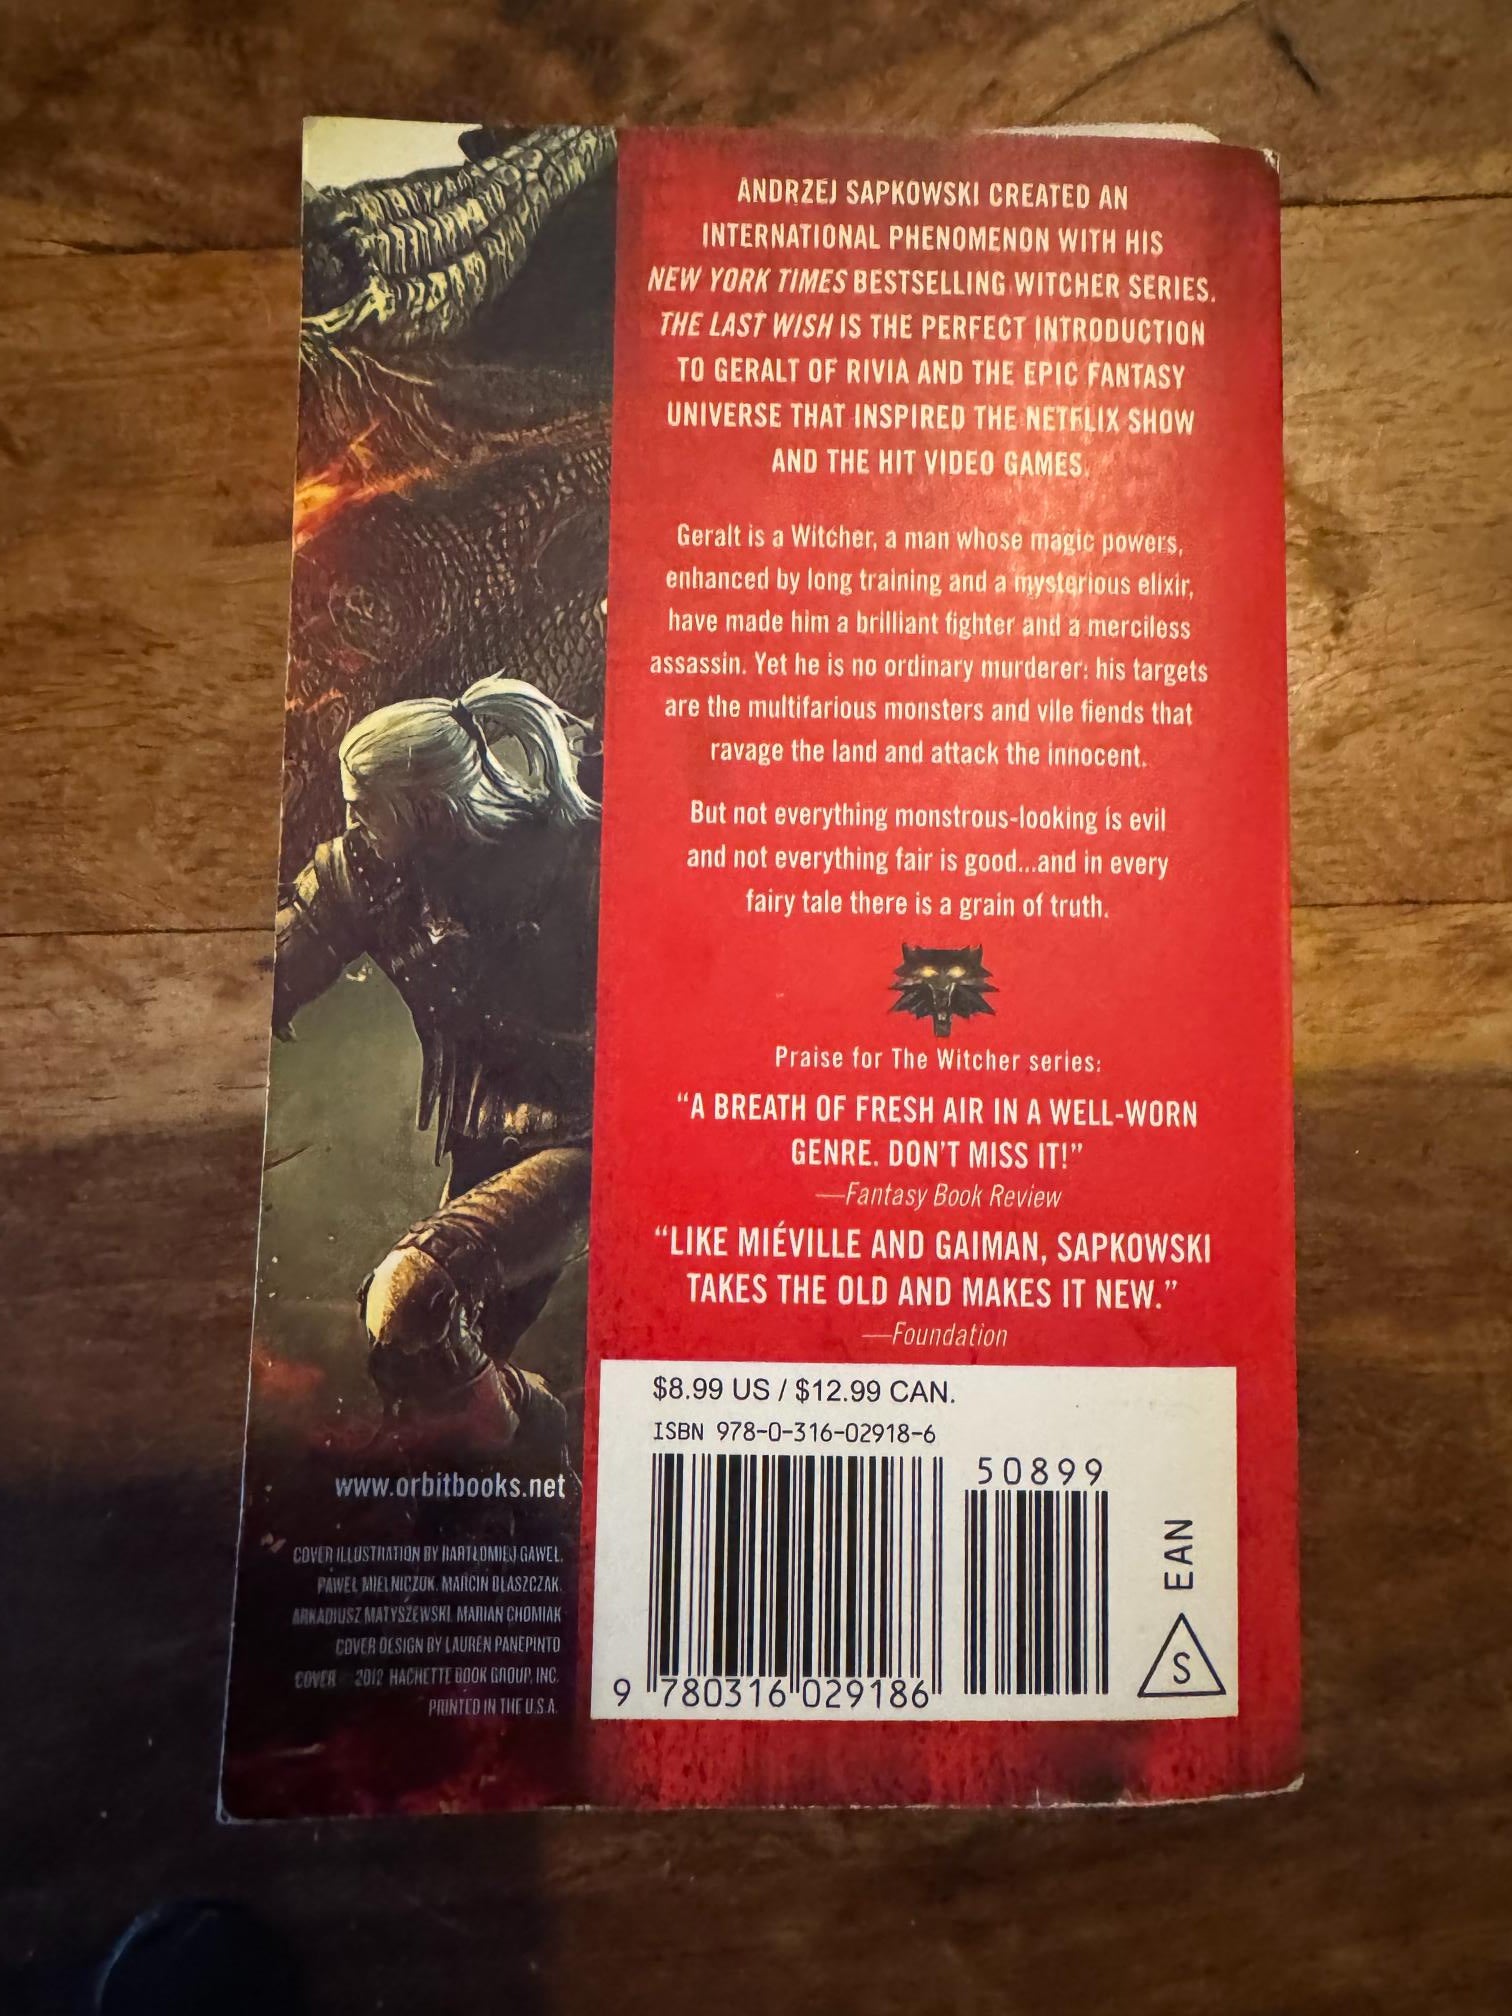 ANDRZEJ SAPKOWSKI CREATED AN
INTERNATIONAL PHENOMENON WITH HIS
NEW YORK TIMES BESTSELLING WITCHER SERIES.
THE LAST WISH IS THE PERFECT INTRODUCTION
TO GERALT OF RIVIA AND THE EPIC FANTASY
UNIVERSE THAT INSPIRED THE NETFLIX SHOW
AND THE HIT VIDEO GAMES.
Geralt is a Witcher, a man whose magic powers,
enhanced by long training and a mysterious elixir,
have made him a brilliant fighter and a merciless
assassin. Yet he is no ordinary murderer: his targets
are the multifarious monsters and vile fiends that
ravage the land and attack the innocent.
But not everything monstrous-looking is evil
and not everything fair is good...and in every
fairy tale there is a grain of truth.
Praise for The Witcher series:
“A BREATH OF FRESH AIR IN A WELL-WORN
GENRE. DON'T MISS IT!”
—Fantasy Book Review
“LIKE MIÉVILLE AND GAIMAN, SAPKOWSKI
TAKES THE OLD AND MAKES IT NEW.”
—Foundation
$8.99 US / $12.99 CAN.
ISBN 978-0-316-02918-6
50899
9 780316 029186
EAN
S
www.orbitbooks.net
COVER ILLUSTRATION BY BARTŁOMIEJ GAWEŁ,
PAWEŁ MIELNICZUK, MARCIN BŁASZCZAK,
ARKADIUSZ MATYSZEWSKI, MARIAN CHOMIAK
COVER DESIGN BY LAUREN PANEPINTO
COVER 2012 HACHETTE BOOK GROUP, INC.
PRINTED IN THE U.S.A.